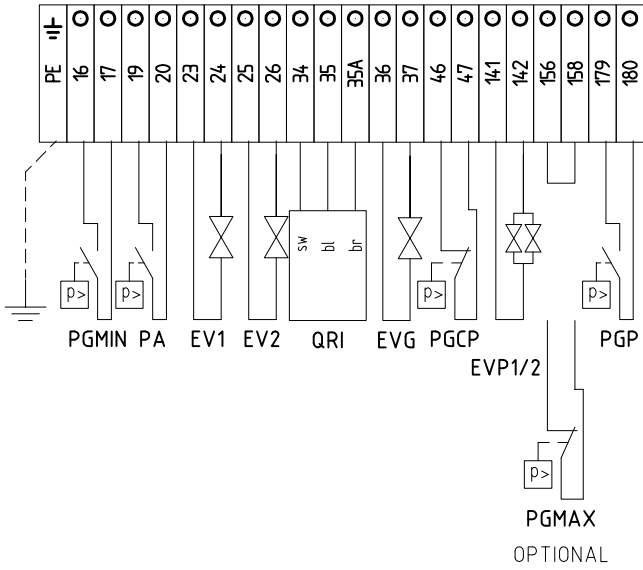 PE 16 17 19 20 23 24 25 26 34 35 35A 36 37 46 47 141 142 156 158 179 180
sw bl br
p> p> p> p>
PGMIN PA EV1 EV2 QRI EVG PGCP PGP
EVP1/2
p>
PGMAX
OPTIONAL